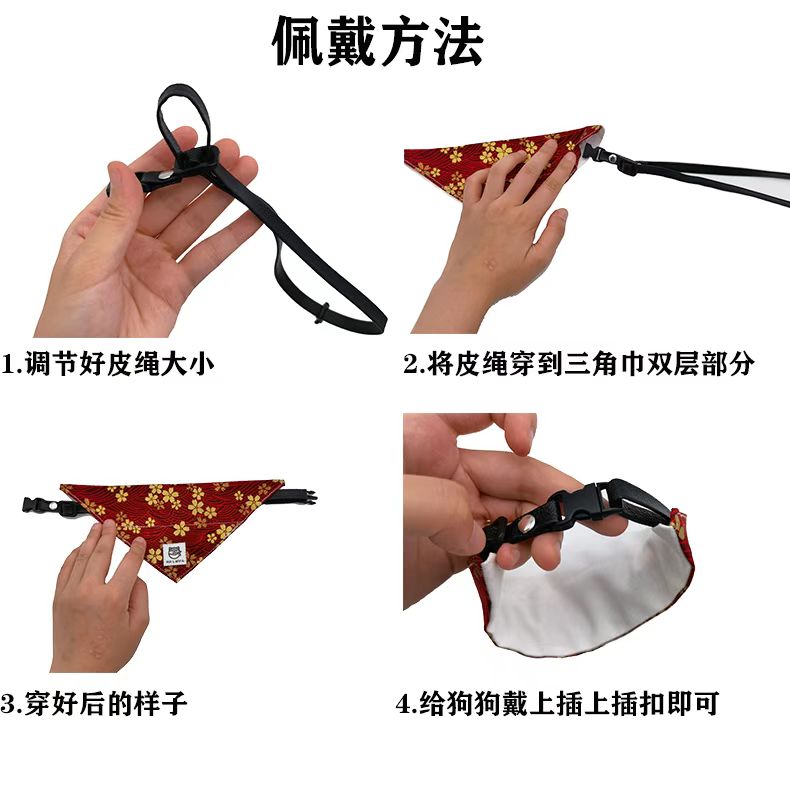 佩戴方法
1.调节好皮绳大小
2.将皮绳穿到三角巾双层部分
3.穿好后的样子
4.给狗狗戴上插上插扣即可